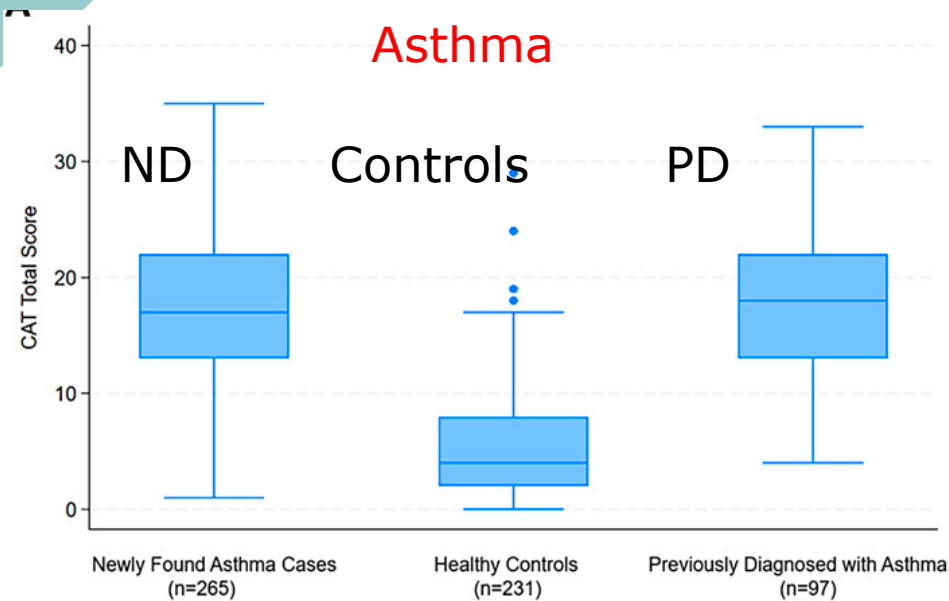 A
Asthma
40
30
20
10
0
CAT Total Score
ND
Controls
PD
Newly Found Asthma Cases
(n=265)
Healthy Controls
(n=231)
Previously Diagnosed with Asthma
(n=97)